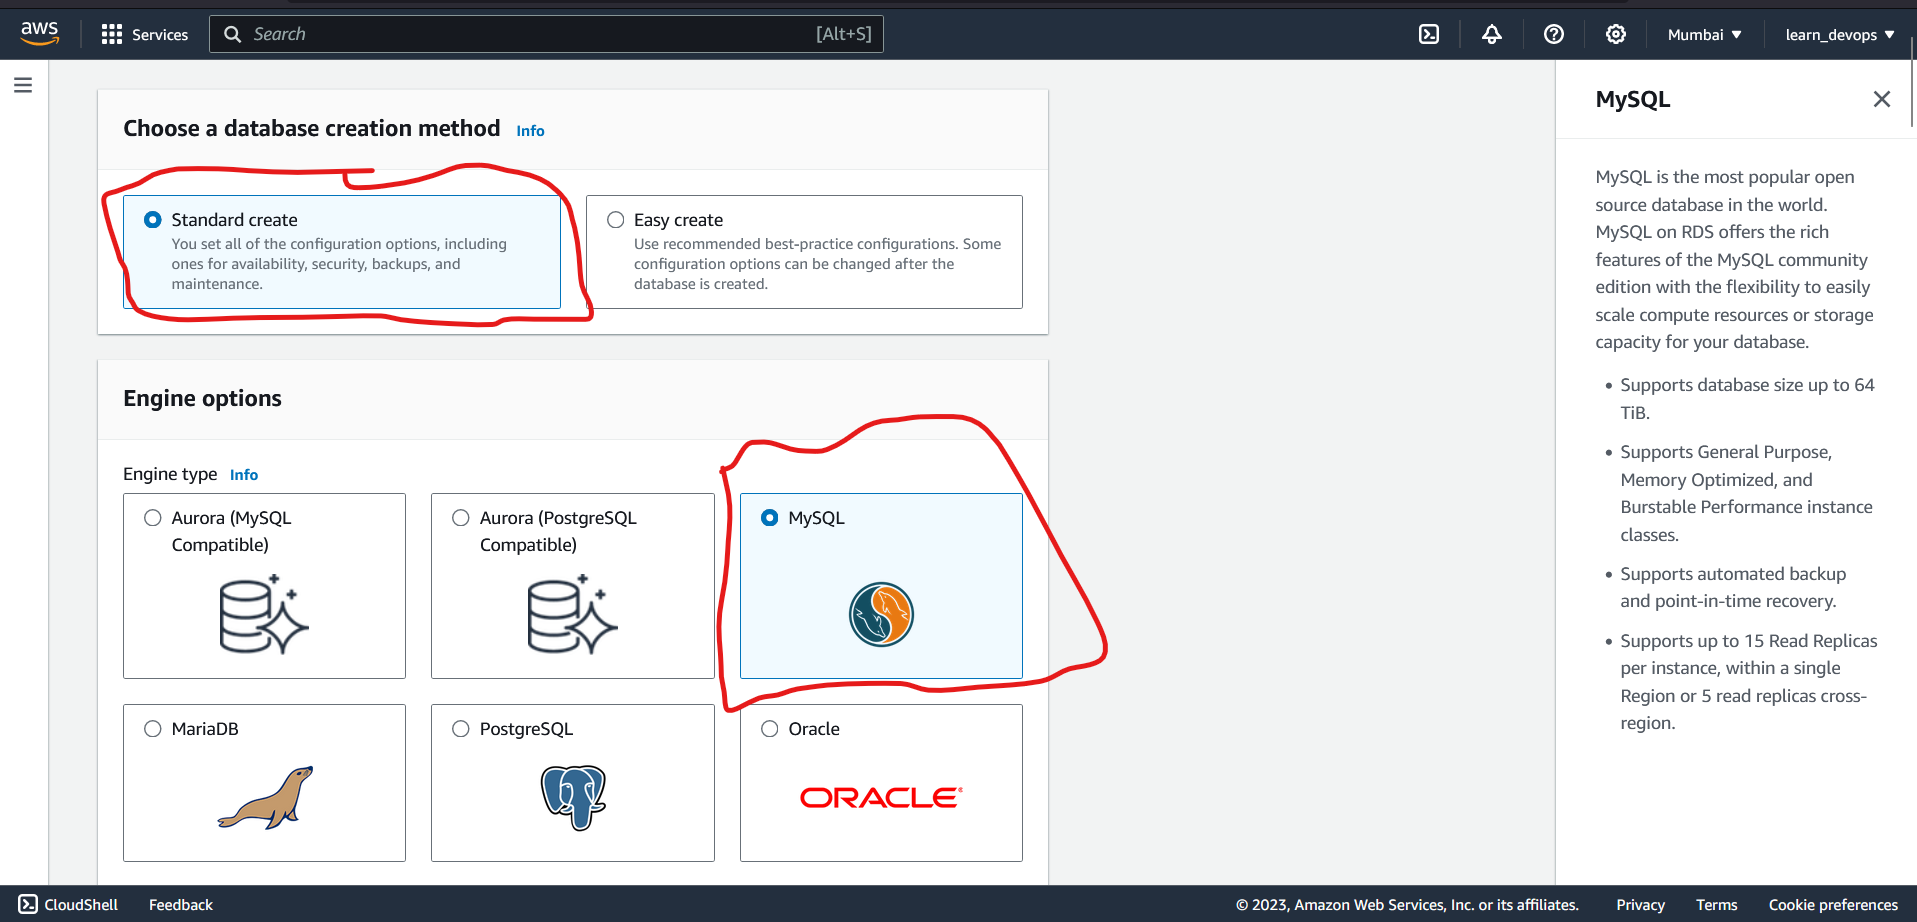 aws
Services
Search
[Alt+S]
Mumbai
learn_devops
Choose a database creation method Info
Standard create
You set all of the configuration options, including
ones for availability, security, backups, and
maintenance.
Easy create
Use recommended best-practice configurations. Some
configuration options can be changed after the
database is created.
Engine options
Engine type Info
Aurora (MySQL
Compatible)
Aurora (PostgreSQL
Compatible)
MySQL
MariaDB
PostgreSQL
Oracle
ORACLE®
MySQL
MySQL is the most popular open
source database in the world.
MySQL on RDS offers the rich
features of the MySQL community
edition with the flexibility to easily
scale compute resources or storage
capacity for your database.
• Supports database size up to 64
TiB.
• Supports General Purpose,
Memory Optimized, and
Burstable Performance instance
classes.
• Supports automated backup
and point-in-time recovery.
• Supports up to 15 Read Replicas
per instance, within a single
Region or 5 read replicas cross-
region.
CloudShell
Feedback
© 2023, Amazon Web Services, Inc. or its affiliates.
Privacy
Terms
Cookie preferences